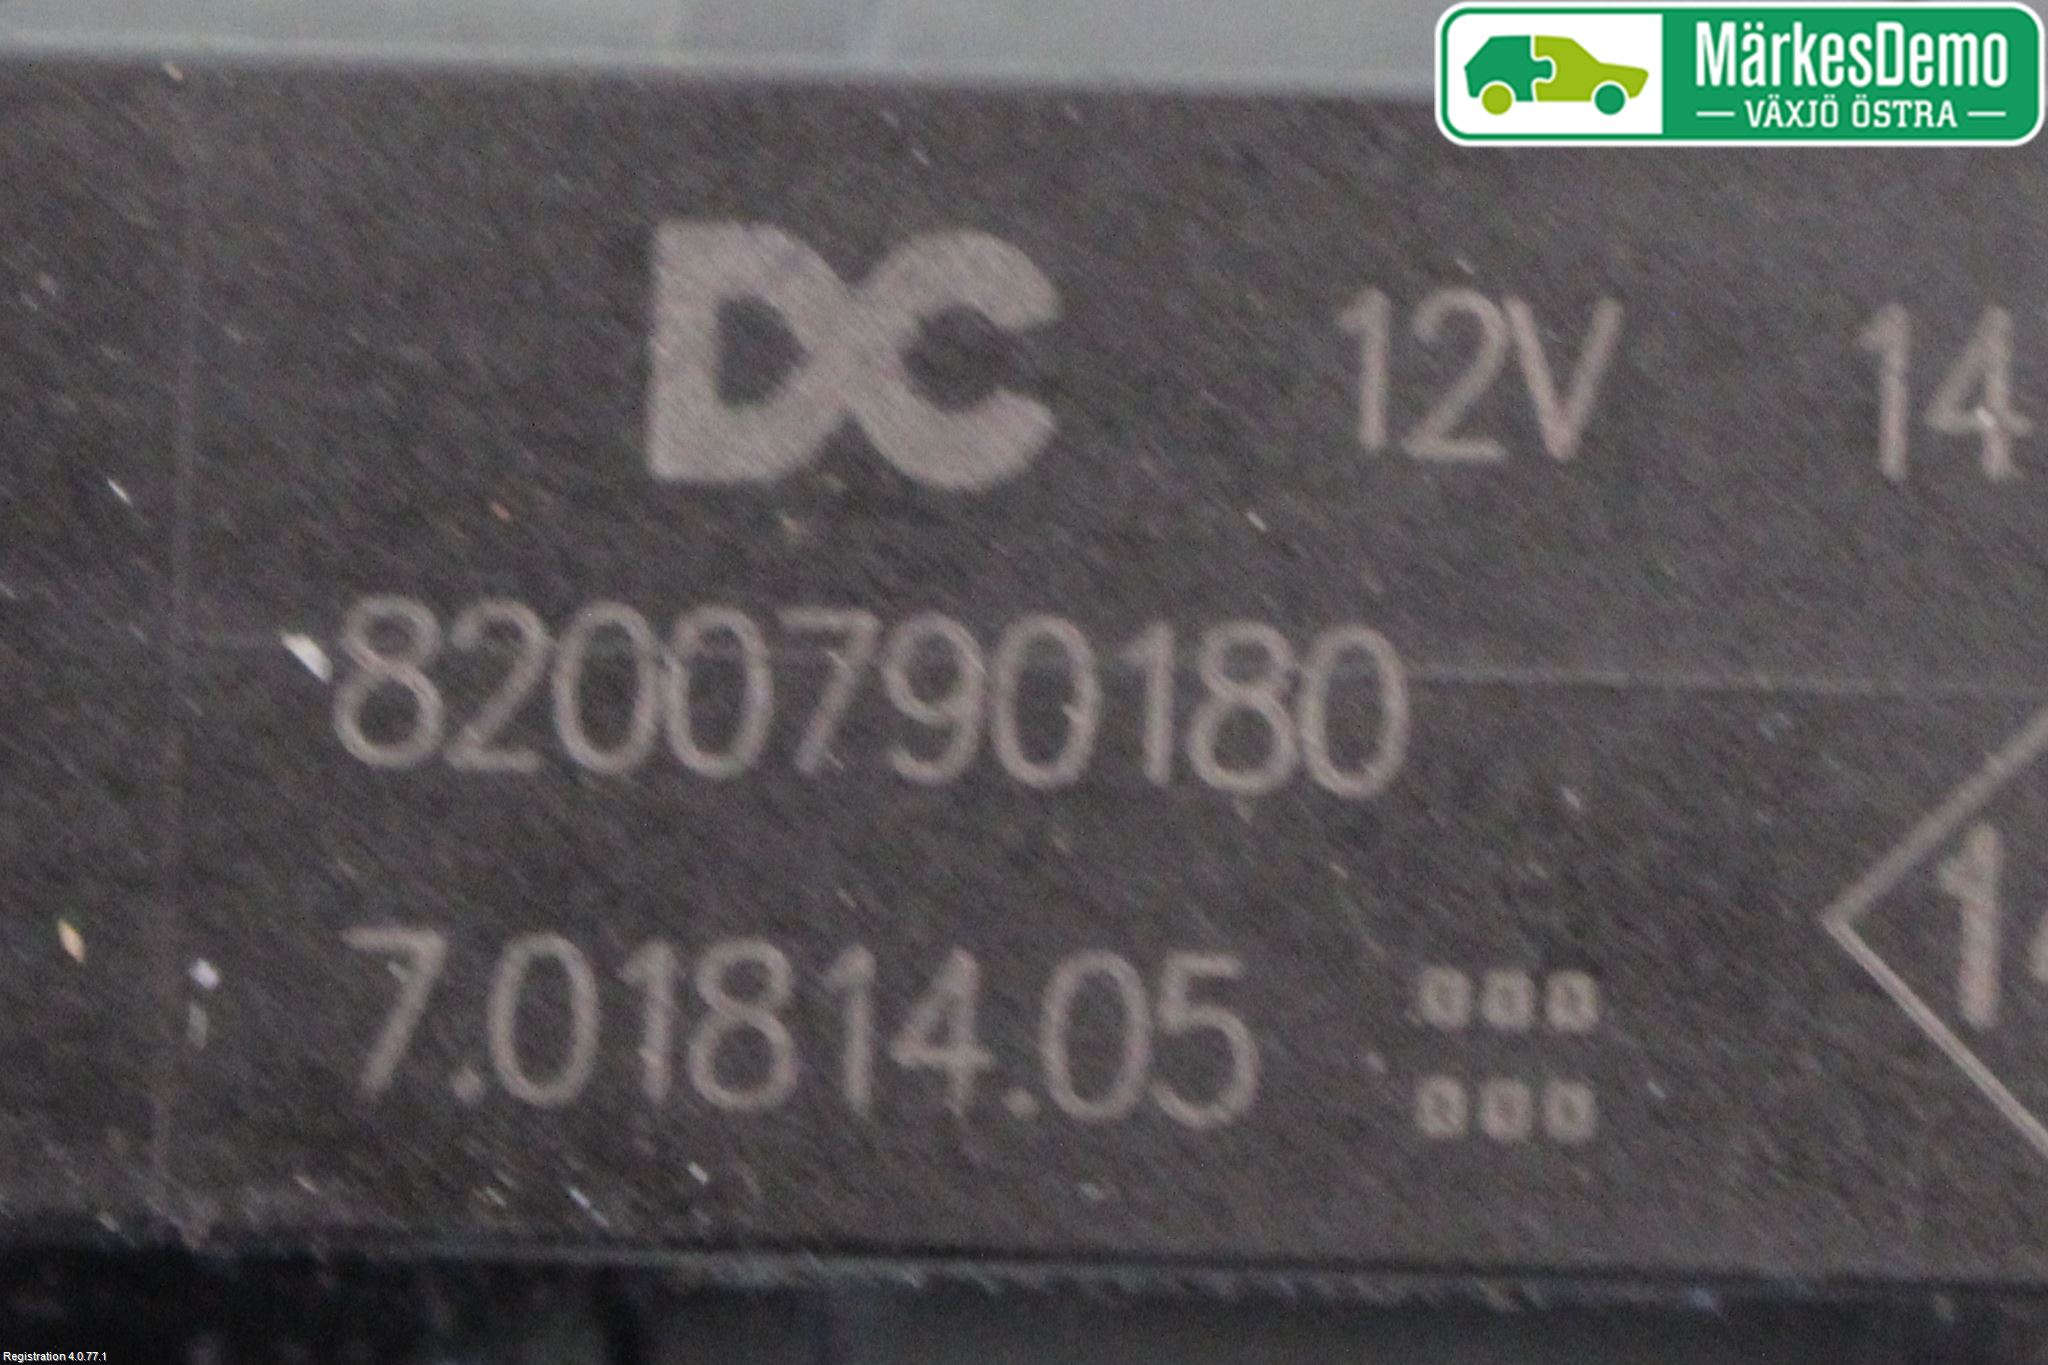 MärkesDemo
VÄXJÖ ÖSTRA
DC 12V 14
8200790180
7.01814.05
Registration 4.0.77.1